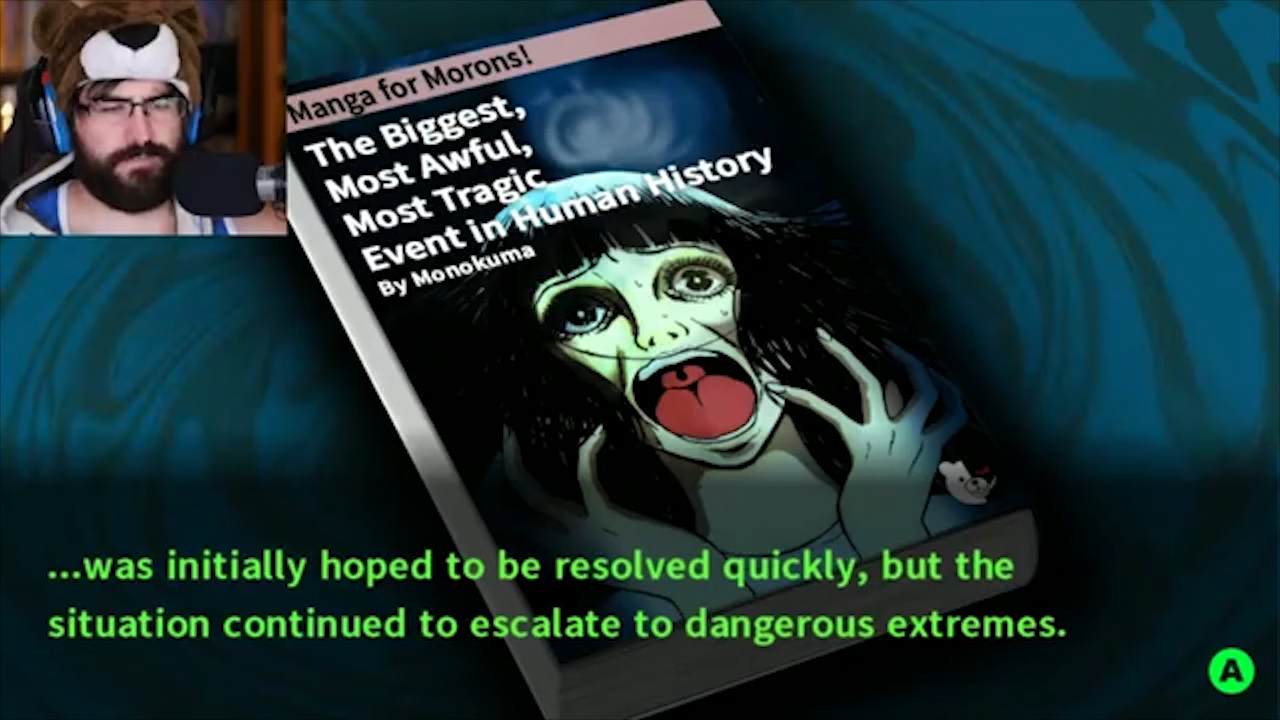 Manga for Morons!
The Biggest,
Most Awful,
Most Tragic
Event in Human History
By Monokuma
...was initially hoped to be resolved quickly, but the
situation continued to escalate to dangerous extremes.
A